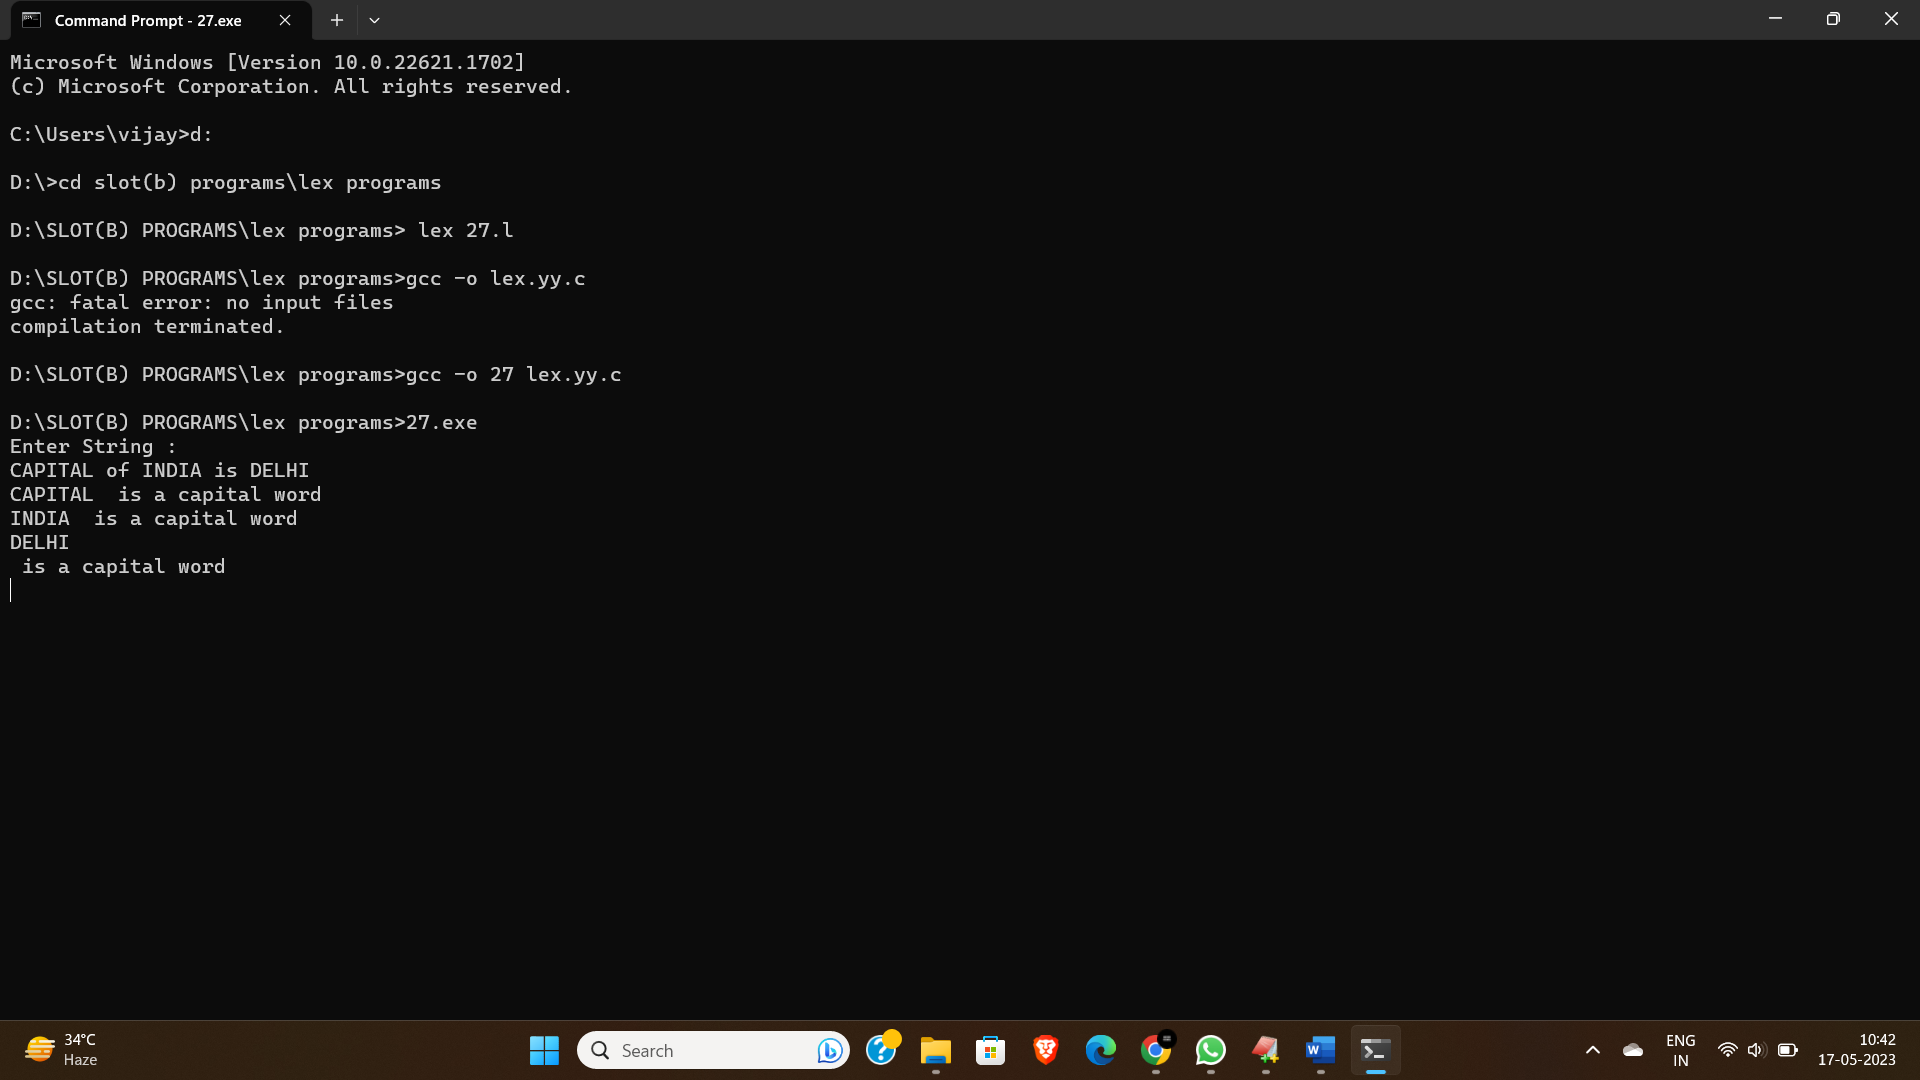 Command Prompt - 27.exe
Microsoft Windows [Version 10.0.22621.1702]
(c) Microsoft Corporation. All rights reserved.
C:\Users\vijay>d:
D:\>cd slot(b) programs\lex programs
D:\SLOT(B) PROGRAMS\lex programs> lex 27.l
D:\SLOT(B) PROGRAMS\lex programs>gcc -o lex.yy.c
gcc: fatal error: no input files
compilation terminated.
D:\SLOT(B) PROGRAMS\lex programs>gcc -o 27 lex.yy.c
D:\SLOT(B) PROGRAMS\lex programs>27.exe
Enter String :
CAPITAL of INDIA is DELHI
CAPITAL  is a capital word
INDIA  is a capital word
DELHI
 is a capital word
34°C
Haze
Search
ENG
IN
10:42
17-05-2023